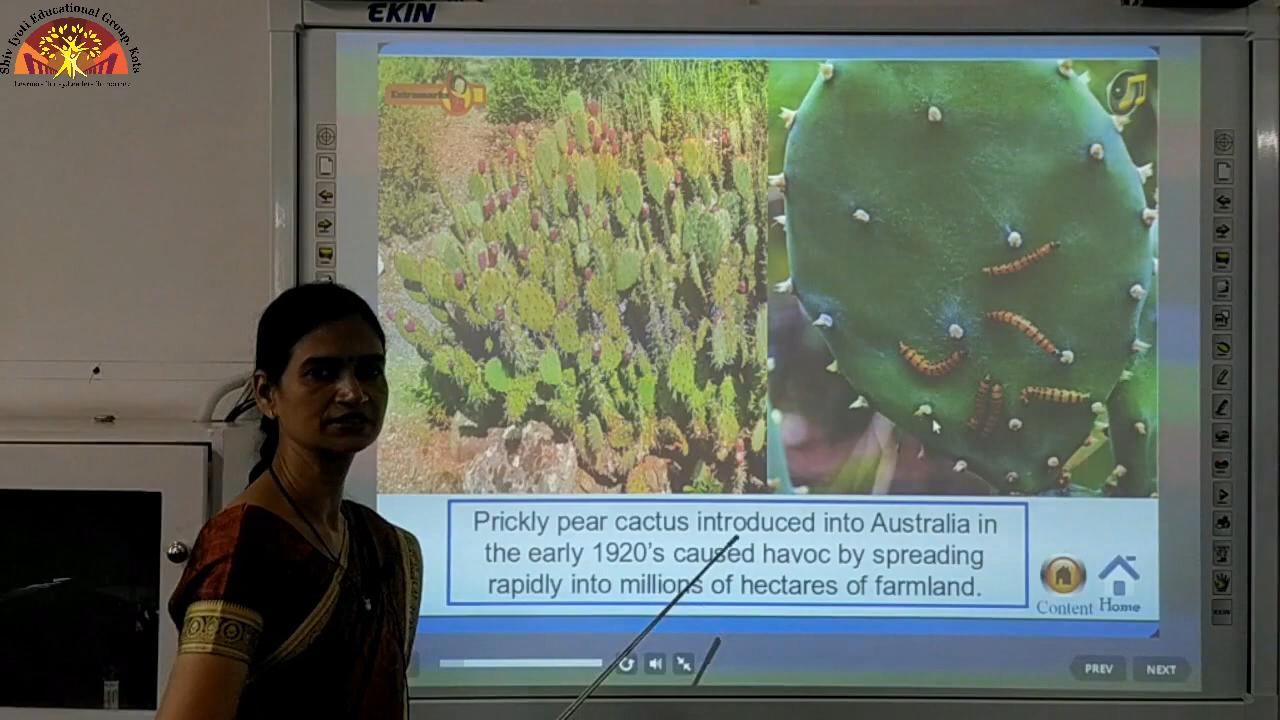 Shiv Jyoti Educational Group, Kota
EKIN
Extramarks
Prickly pear cactus introduced into Australia in
the early 1920's caused havoc by spreading
rapidly into millions of hectares of farmland.
Content
Home
PREV
NEXT